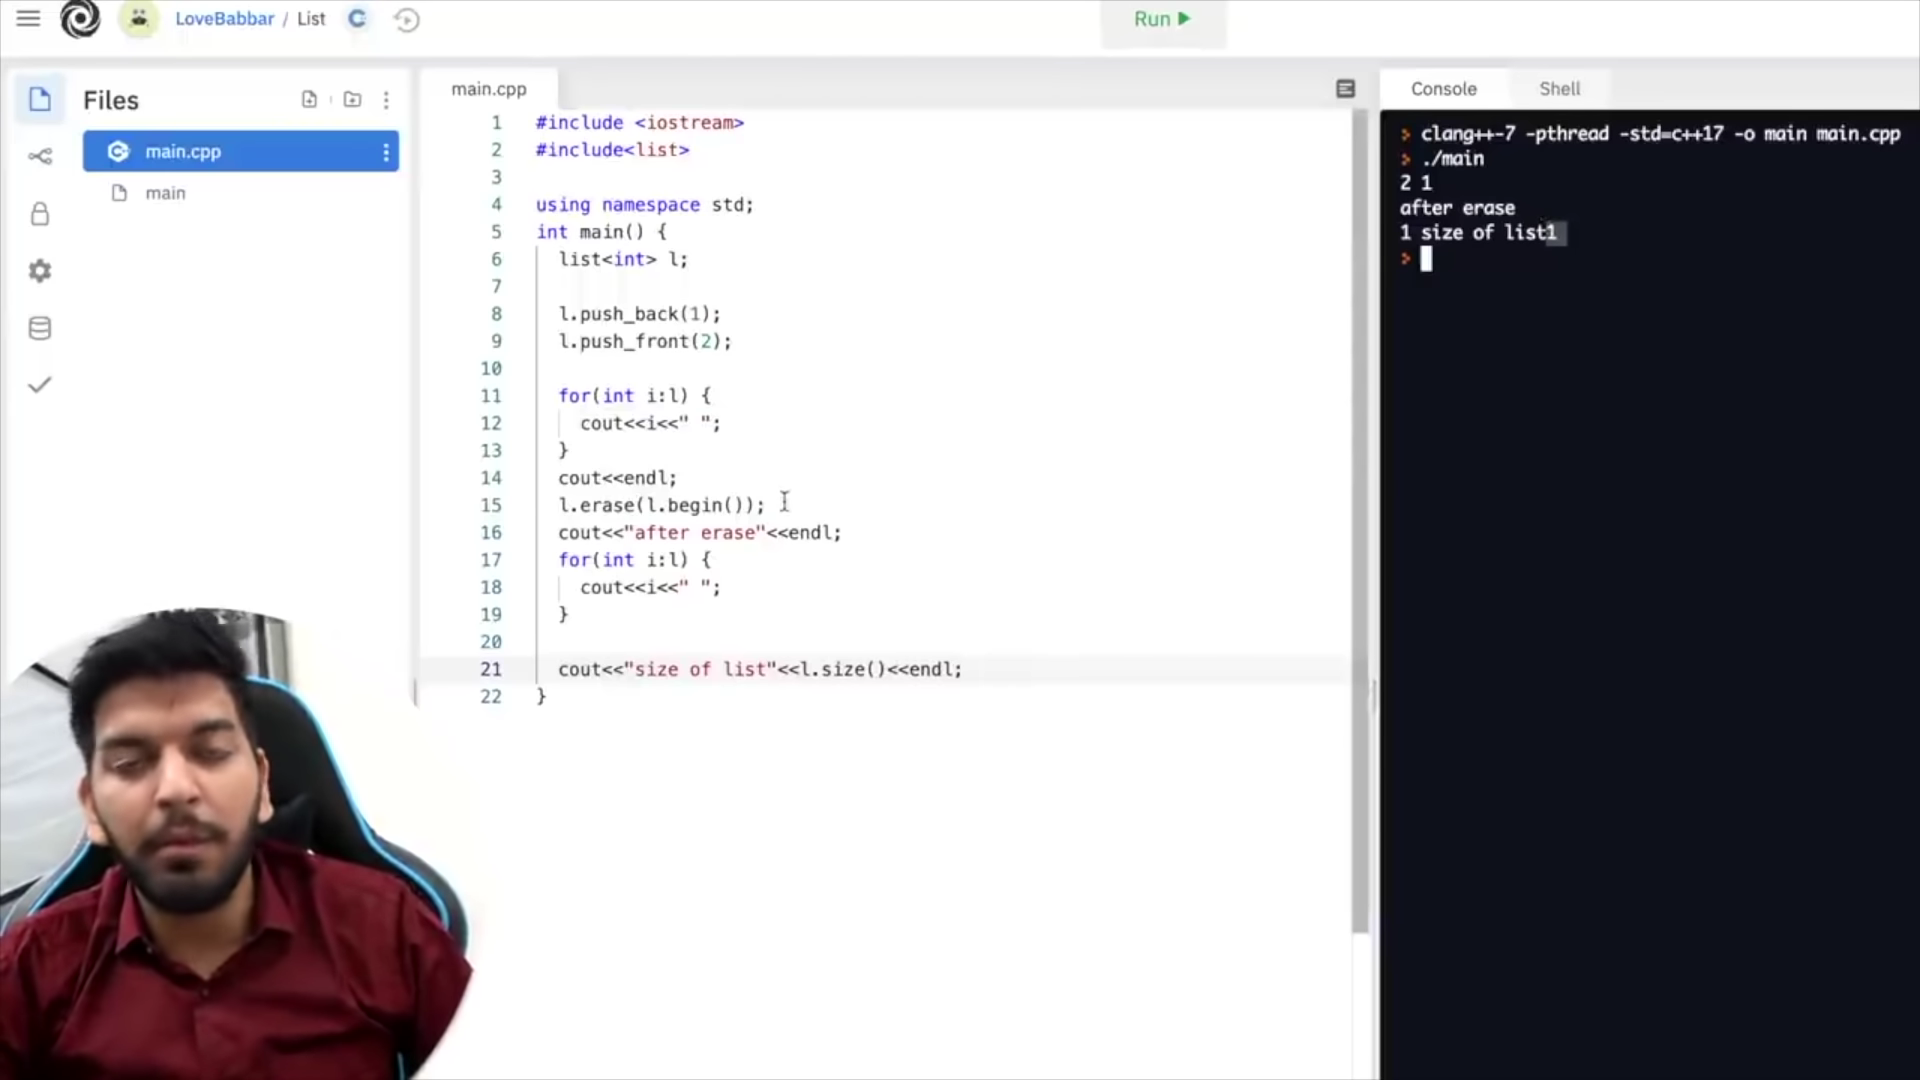 LoveBabbar / List
Run
Files
main.cpp
main
main.cpp
1 #include <iostream>
2 #include<list>
3
4 using namespace std;
5 int main() {
6 list<int> l;
7
8 l.push_back(1);
9 l.push_front(2);
10
11 for(int i:l) {
12 cout<<i<<" ";
13 }
14 cout<<endl;
15 l.erase(l.begin());
16 cout<<"after erase"<<endl;
17 for(int i:l) {
18 cout<<i<<" ";
19 }
20
21 cout<<"size of list"<<l.size()<<endl;
22 }
Console Shell
> clang++-7 -pthread -std=c++17 -o main main.cpp
> ./main
2 1
after erase
1 size of list1
>